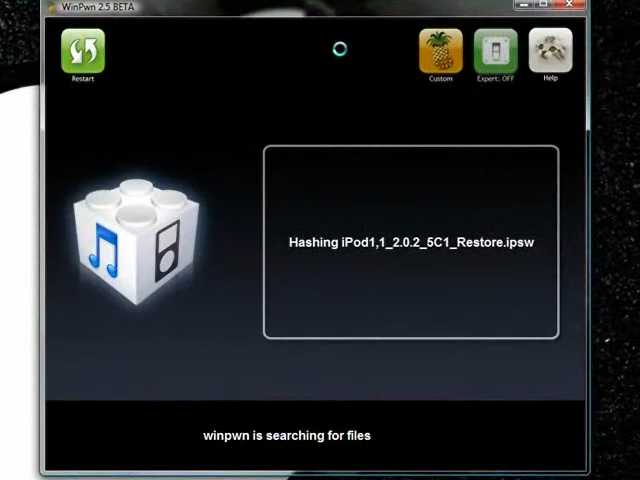 WinPwn 2.5 BETA
Restart
Custom
Expert: OFF
Help
Hashing iPod1,1_2.0.2_5C1_Restore.ipsw
winpwn is searching for files